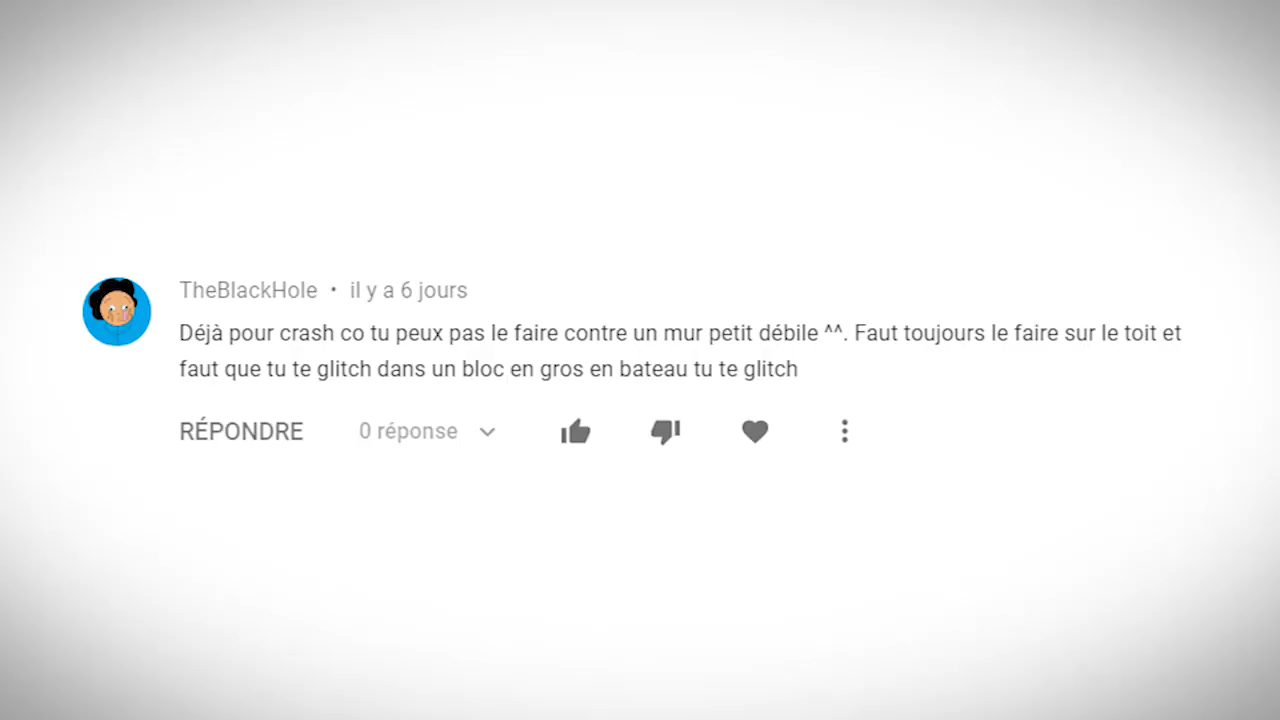 TheBlackHole • il y a 6 jours
Déjà pour crash co tu peux pas le faire contre un mur petit débile ^^. Faut toujours le faire sur le toit et
faut que tu te glitch dans un bloc en gros en bateau tu te glitch
RÉPONDRE 0 réponse